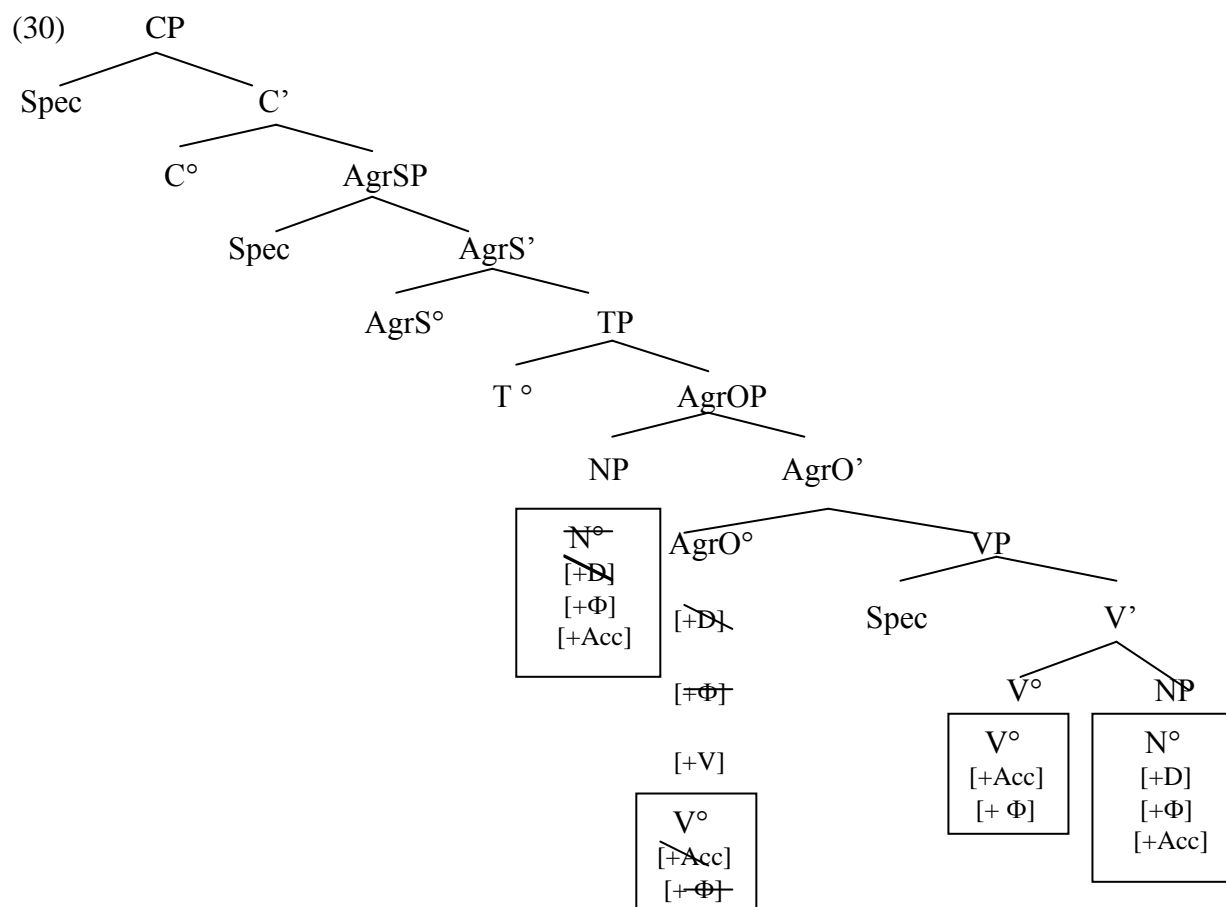 (30) CP
Spec C’
C° AgrSP
Spec AgrS’
AgrS° TP
T ° AgrOP
NP AgrO’
N° AgrO° VP
[+D]
[+Φ] [+D] Spec V’
[+Acc]
[+Φ] V° NP
V° N°
[+V] [+Acc] [+D]
[+ Φ] [+Φ]
V° [+Acc]
[+Acc]
[+ Φ]